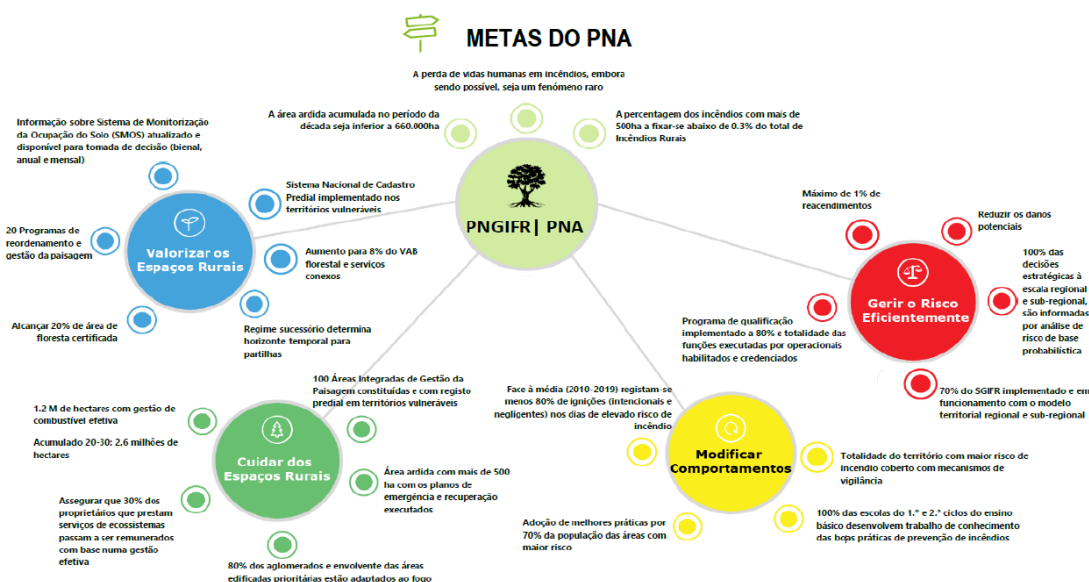 METAS DO PNA
A perda de vidas humanas em incêndios, embora
sendo possível, seja um fenómeno raro
A área ardida acumulada no período da
década seja inferior a 660.000ha
A percentagem dos incêndios com mais de
500ha a fixar-se abaixo de 0.3% do total de
Incêndios Rurais
PNGIFR| PNA
Informação sobre Sistema de Monitorização
da Ocupação do Solo (SMOS) atualizado e
disponível para tomada de decisão (bienal,
anual e mensal)
Sistema Nacional de Cadastro
Predial implementado nos
territórios vulneráveis
20 Programas de
reordenamento e
gestão da paisagem
Valorizar os
Espaços Rurais
Aumento para 8% do VAB
florestal e serviços
conexos
Alcançar 20% de área de
floresta certificada
Regime sucessório determina
horizonte temporal para
partilhas
Máximo de 1% de
reacendimentos
Reduzir os danos
potenciais
Gerir o Risco
Eficientemente
100% das
decisões
estratégicas à
escala regional
e sub-regional,
são informadas
por análise de
risco de base
probabilística
Programa de qualificação
implementado a 80% e totalidade das
funções executadas por operacionais
habilitados e credenciados
70% do SGIFR implementado e em
funcionamento com o modelo
territorial regional e sub-regional
100 Áreas Integradas de Gestão da
Paisagem constituídas e com registo
predial em territórios vulneráveis
1.2 M de hectares com gestão de
combustível efetiva
Acumulado 20-30: 2,6 milhões de
hectares
Cuidar dos
Espaços Rurais
Área ardida com mais de 500
ha com os planos de
emergência e recuperação
executados
Assegurar que 30% dos
proprietários que prestam
serviços de ecossistemas
passam a ser remunerados
com base numa gestão
efetiva
80% dos aglomerados e envolvente das áreas
edificadas prioritárias estão adaptados ao fogo
Face à média (2010-2019) registam-se
menos 80% de ignições (intencionais e
negligentes) nos dias de elevado risco de
incêndio
Modificar
Comportamentos
Totalidade do território com maior risco de
incendio coberto com mecanismos de
vigilância
Adoção de melhores práticas por
70% da população das áreas com
maior risco
100% das escolas do 1.º e 2.º ciclos do ensino
básico desenvolvem trabalho de conhecimento
das boas práticas de prevenção de incêndios